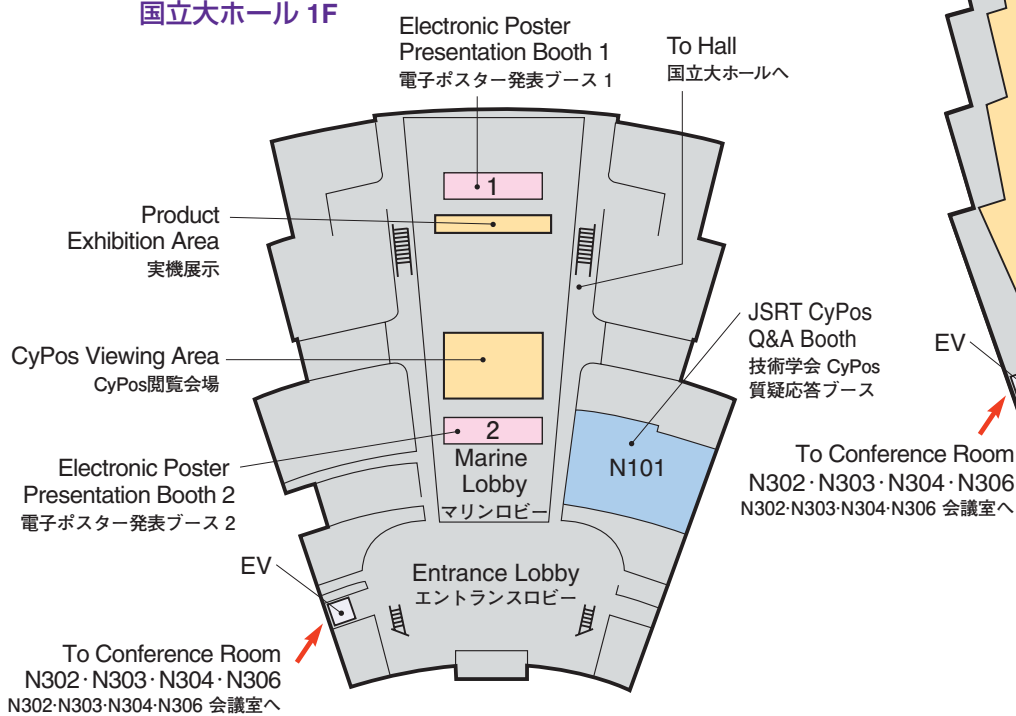 国立大ホール 1F
Electronic Poster
Presentation Booth 1
電子ポスター発表ブース 1
To Hall
国立大ホールへ
1
Product
Exhibition Area
実機展示
CyPos Viewing Area
CyPos閲覧会場
JSRT CyPos
Q&A Booth
技術学会 CyPos
質疑応答ブース
EV
2
Marine
Lobby
マリンロビー
N101
Electronic Poster
Presentation Booth 2
電子ポスター発表ブース 2
To Conference Room
N302・N303・N304・N306
N302・N303・N304・N306 会議室へ
EV
Entrance Lobby
エントランスロビー
To Conference Room
N302・N303・N304・N306
N302・N303・N304・N306 会議室へ